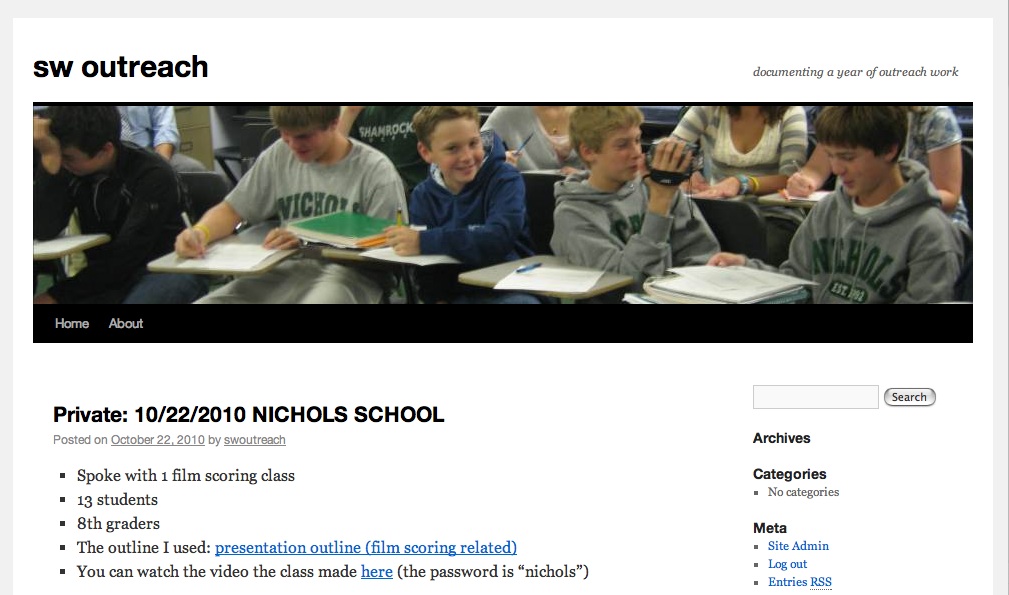 sw outreach
documenting a year of outreach work
SHAMROCK
NICHOLS
NICHOLS
EST. 1892
Home About
Search
Private: 10/22/2010 NICHOLS SCHOOL
Posted on October 22, 2010 by swoutreach
Spoke with 1 film scoring class
13 students
8th graders
The outline I used: presentation outline (film scoring related)
You can watch the video the class made here (the password is “nichols”)
Archives
Categories
No categories
Meta
Site Admin
Log out
Entries RSS